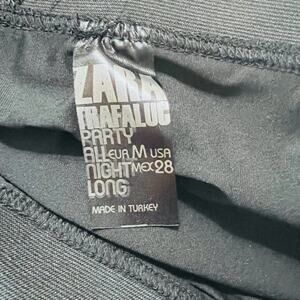 ZARA
TRAFALUC
PARTY
ALL EUR M USA
NIGHT MEX 28
LONG
MADE IN TURKEY